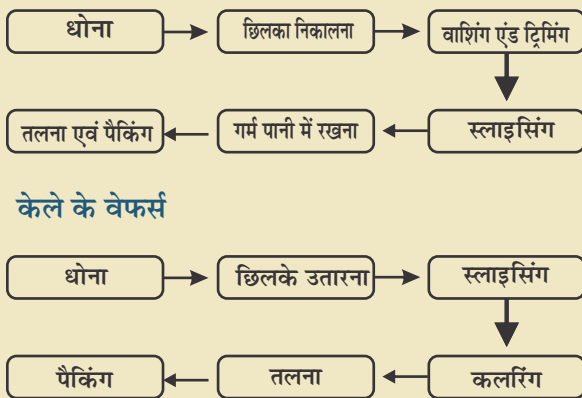 धोना
छिलका निकालना
वाशिंग एंड ट्रिमिंग
स्लाइसिंग
गर्म पानी में रखना
तलना एवं पैकिंग
केले के वेफर्स
धोना
छिलके उतारना
स्लाइसिंग
कलरिंग
तलना
पैकिंग